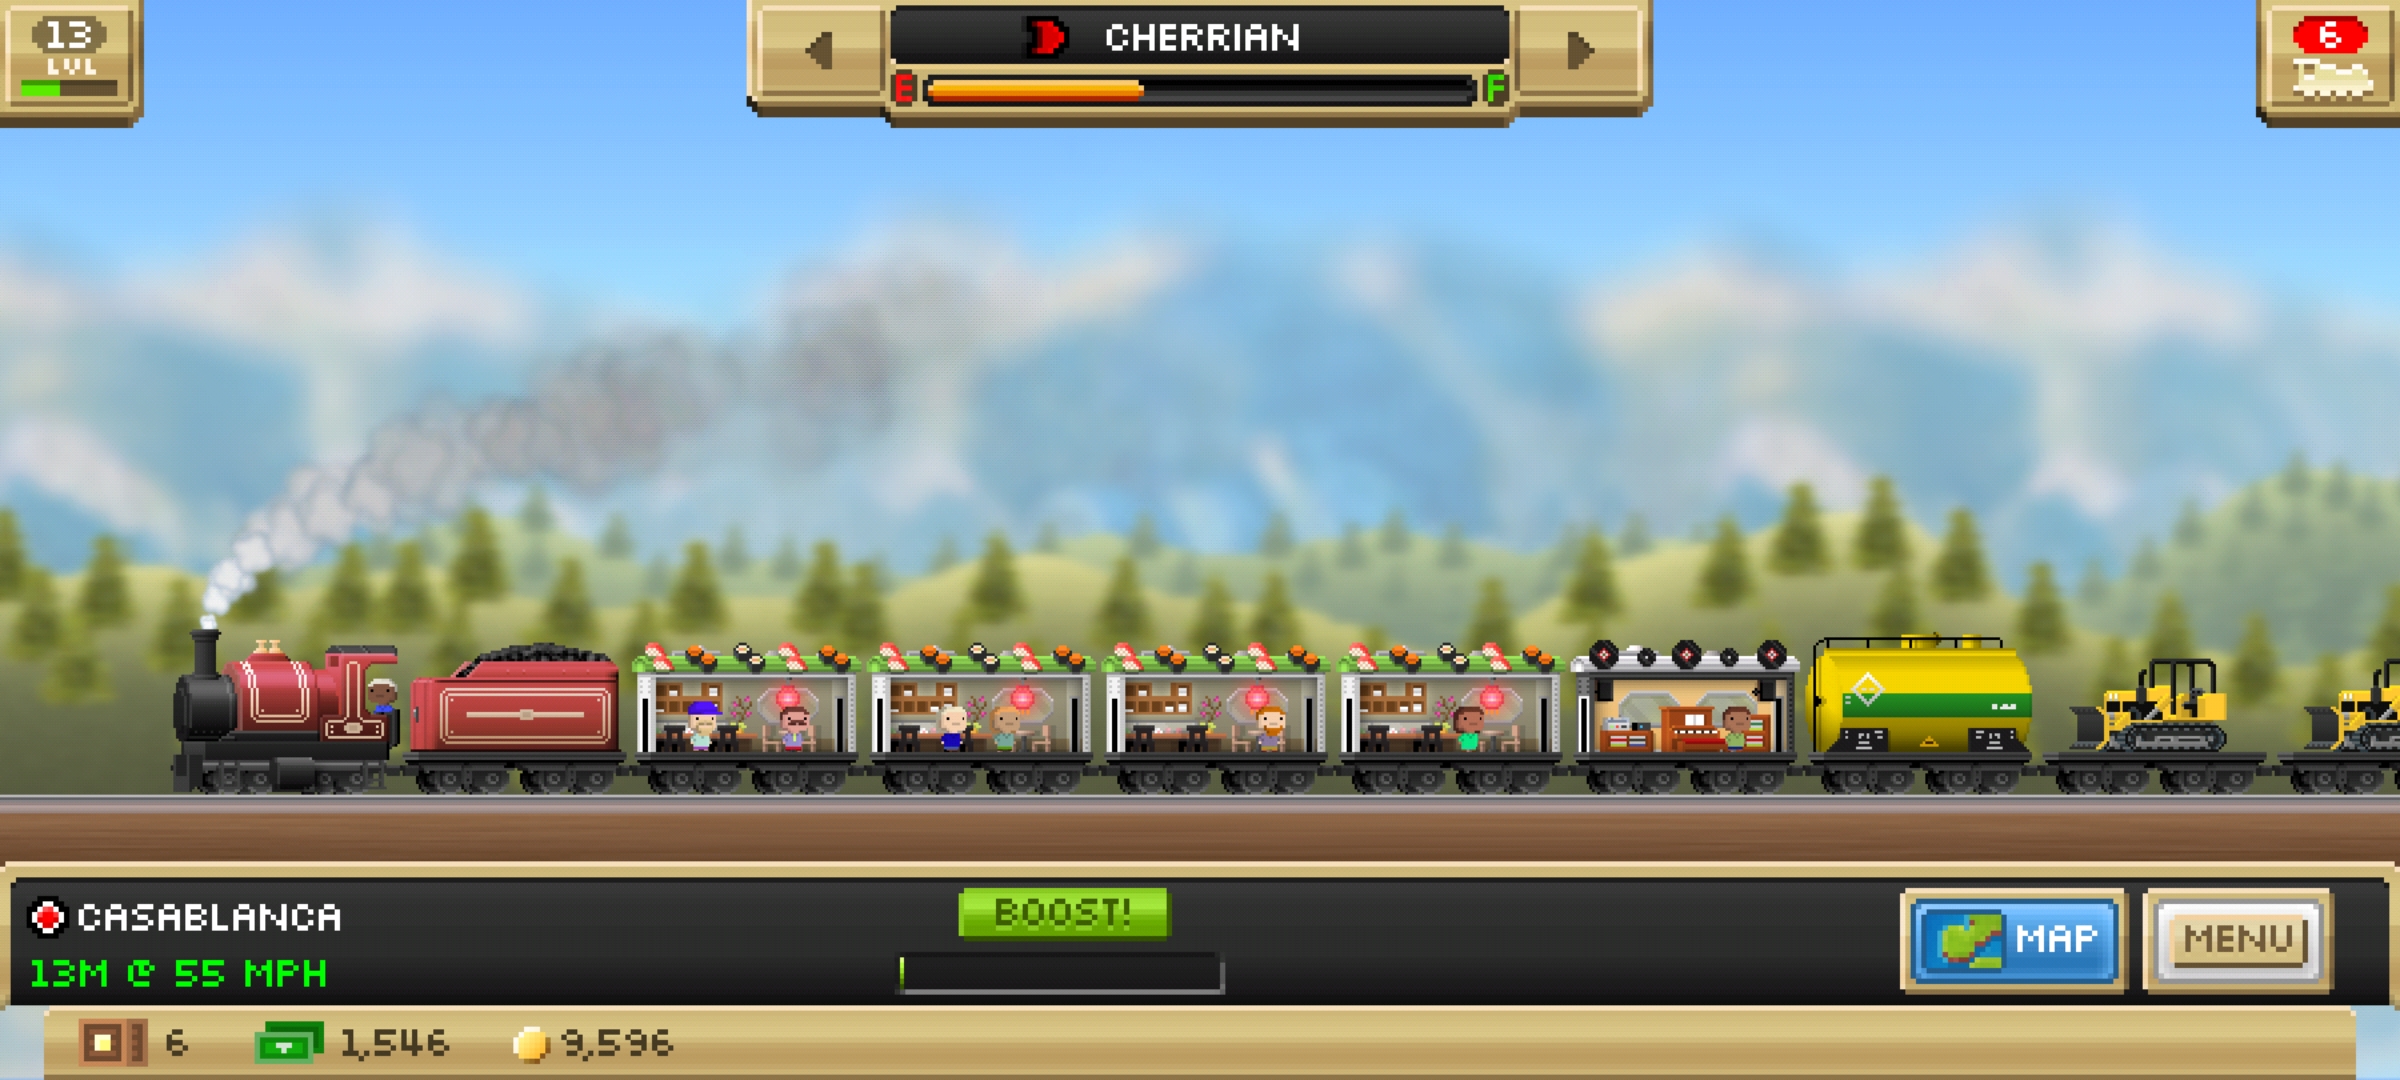 13
LVL
CHERRIAN
E F
6
CASABLANCA
13M @ 55 MPH
BOOST!
MAP
MENU
6 1,546 9,596